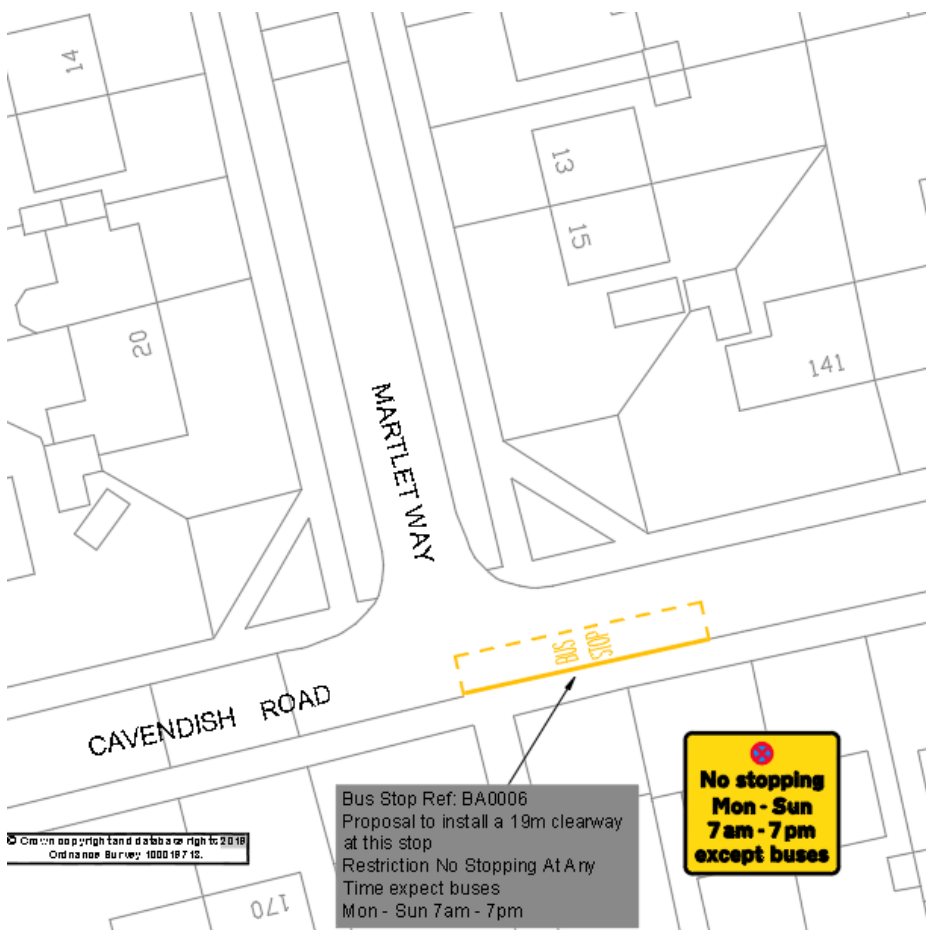 14
13
15
20
141
MARTLET WAY
BUS
STOP
CAVENDISH ROAD
No stopping
Mon - Sun
7 am - 7 pm
except buses
Bus Stop Ref: BA0006
Proposal to install a 19m clearway
at this stop
Restriction No Stopping At Any
Time expect buses
Mon - Sun 7am - 7pm
© Crown copyright and database rights 2019
Ordnance Survey 100019713.
170